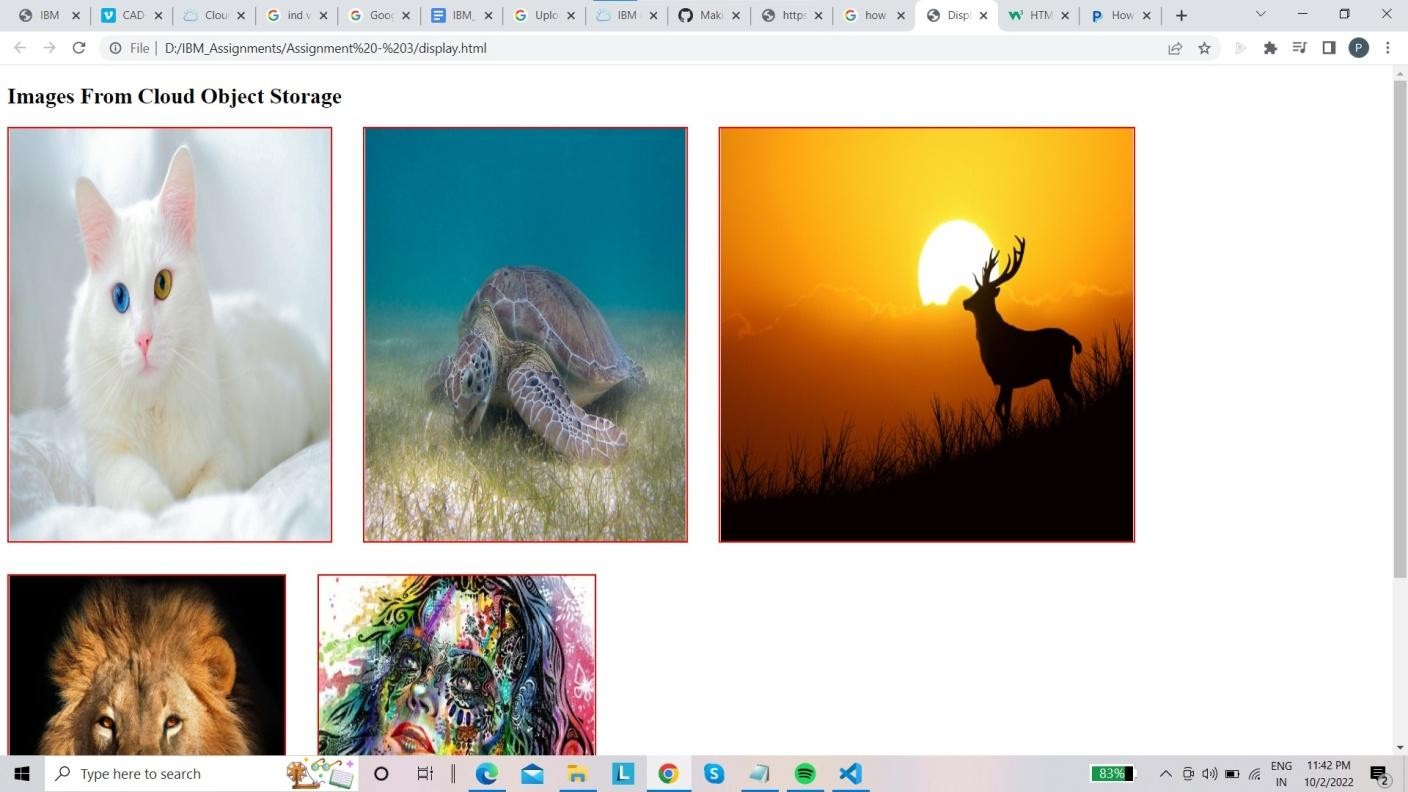 IBM
CAD
Clou
ind v
Goog
IBM_
Uplo
IBM
Maki
https
how
Displ
HTM
How
File
D:/IBM_Assignments/Assignment%20-%203/display.html
P
Images From Cloud Object Storage
Type here to search
L
83%
ENG
IN
11:42 PM
10/2/2022
2